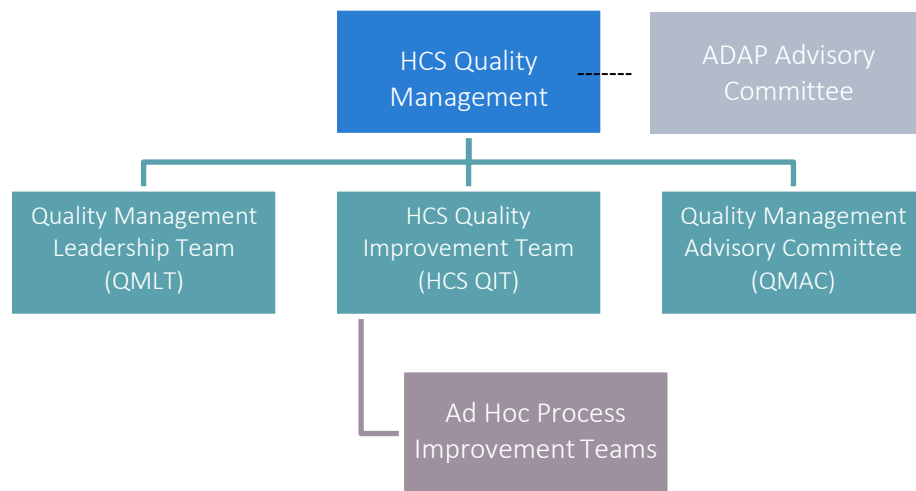 HCS Quality
Management
ADAP Advisory
Committee
Quality Management
Leadership Team
(QMLT)
HCS Quality
Improvement Team
(HCS QIT)
Quality Management
Advisory Committee
(QMAC)
Ad Hoc Process
Improvement Teams